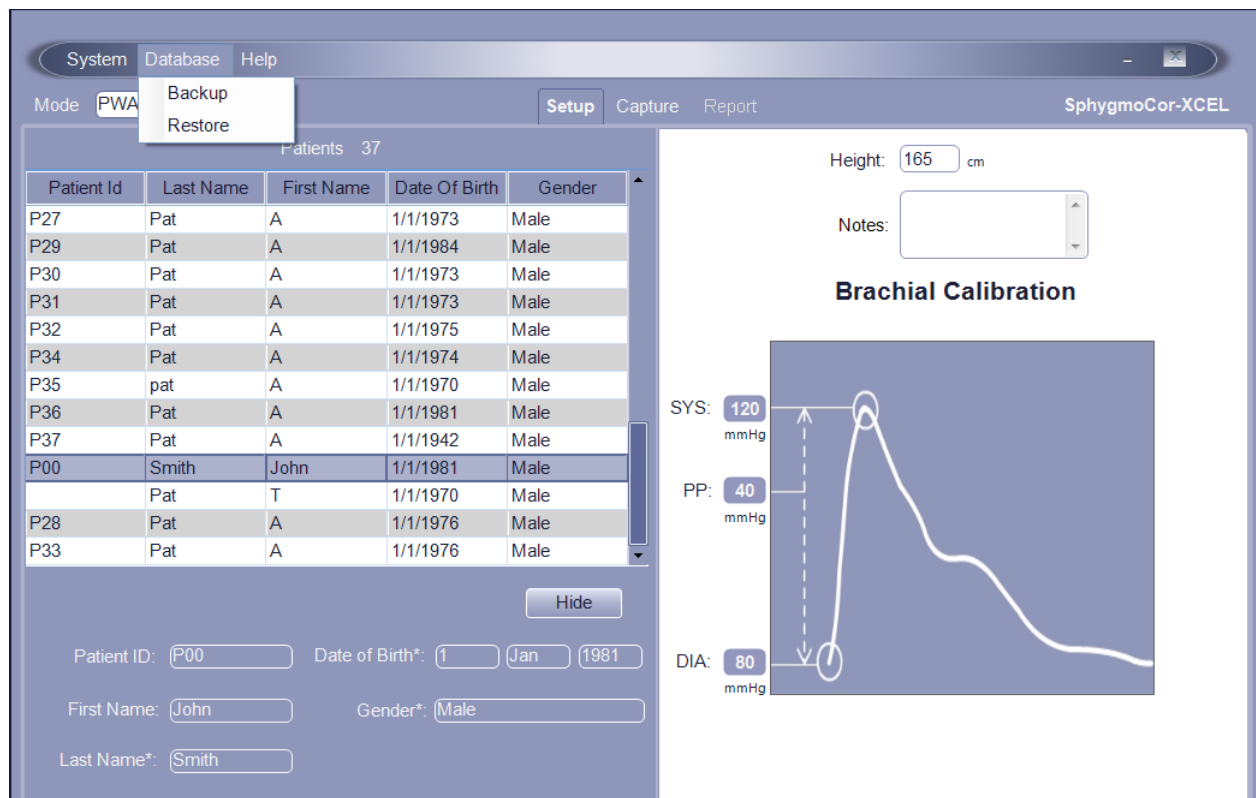 System Database Help
Backup
Restore
Mode PWA Setup Capture Report SphygmoCor-XCEL
Patients 37
Patient Id Last Name First Name Date Of Birth Gender
P27 Pat A 1/1/1973 Male
P29 Pat A 1/1/1984 Male
P30 Pat A 1/1/1973 Male
P31 Pat A 1/1/1973 Male
P32 Pat A 1/1/1975 Male
P34 Pat A 1/1/1974 Male
P35 pat A 1/1/1970 Male
P36 Pat A 1/1/1981 Male
P37 Pat A 1/1/1942 Male
P00 Smith John 1/1/1981 Male
Pat T 1/1/1970 Male
P28 Pat A 1/1/1976 Male
P33 Pat A 1/1/1976 Male
Hide
Patient ID: P00 Date of Birth*: 1 Jan 1981
First Name: John Gender*: Male
Last Name*: Smith
Height: 165 cm
Notes:
Brachial Calibration
SYS: 120
mmHg
PP: 40
mmHg
DIA: 80
mmHg